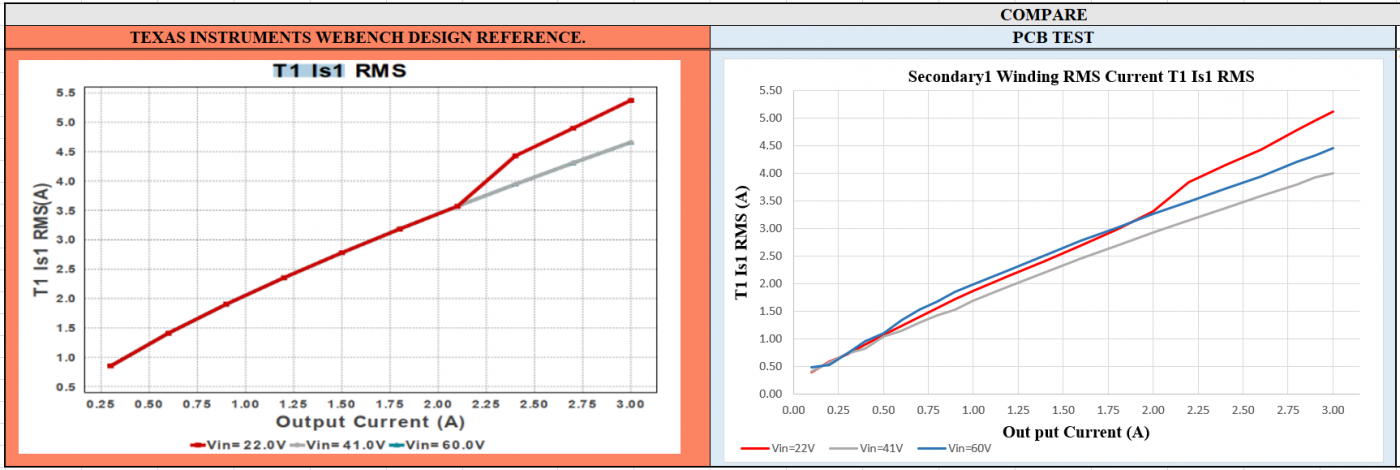 COMPARE
TEXAS INSTRUMENTS WEBENCH DESIGN REFERENCE.
PCB TEST
T1 Is1 RMS
T1 Is1 RMS(A)
5.5
5.0
4.5
4.0
3.5
3.0
2.5
2.0
1.5
1.0
0.5
0.25 0.50 0.75 1.00 1.25 1.50 1.75 2.00 2.25 2.50 2.75 3.00
Output Current (A)
Vin= 22.0V Vin= 41.0V Vin= 60.0V
Secondary1 Winding RMS Current T1 Is1 RMS
T1 Is1 RMS (A)
5.50
5.00
4.50
4.00
3.50
3.00
2.50
2.00
1.50
1.00
0.50
0.00
0.00 0.25 0.50 0.75 1.00 1.25 1.50 1.75 2.00 2.25 2.50 2.75 3.00
Out put Current (A)
Vin=22V Vin=41V Vin=60V